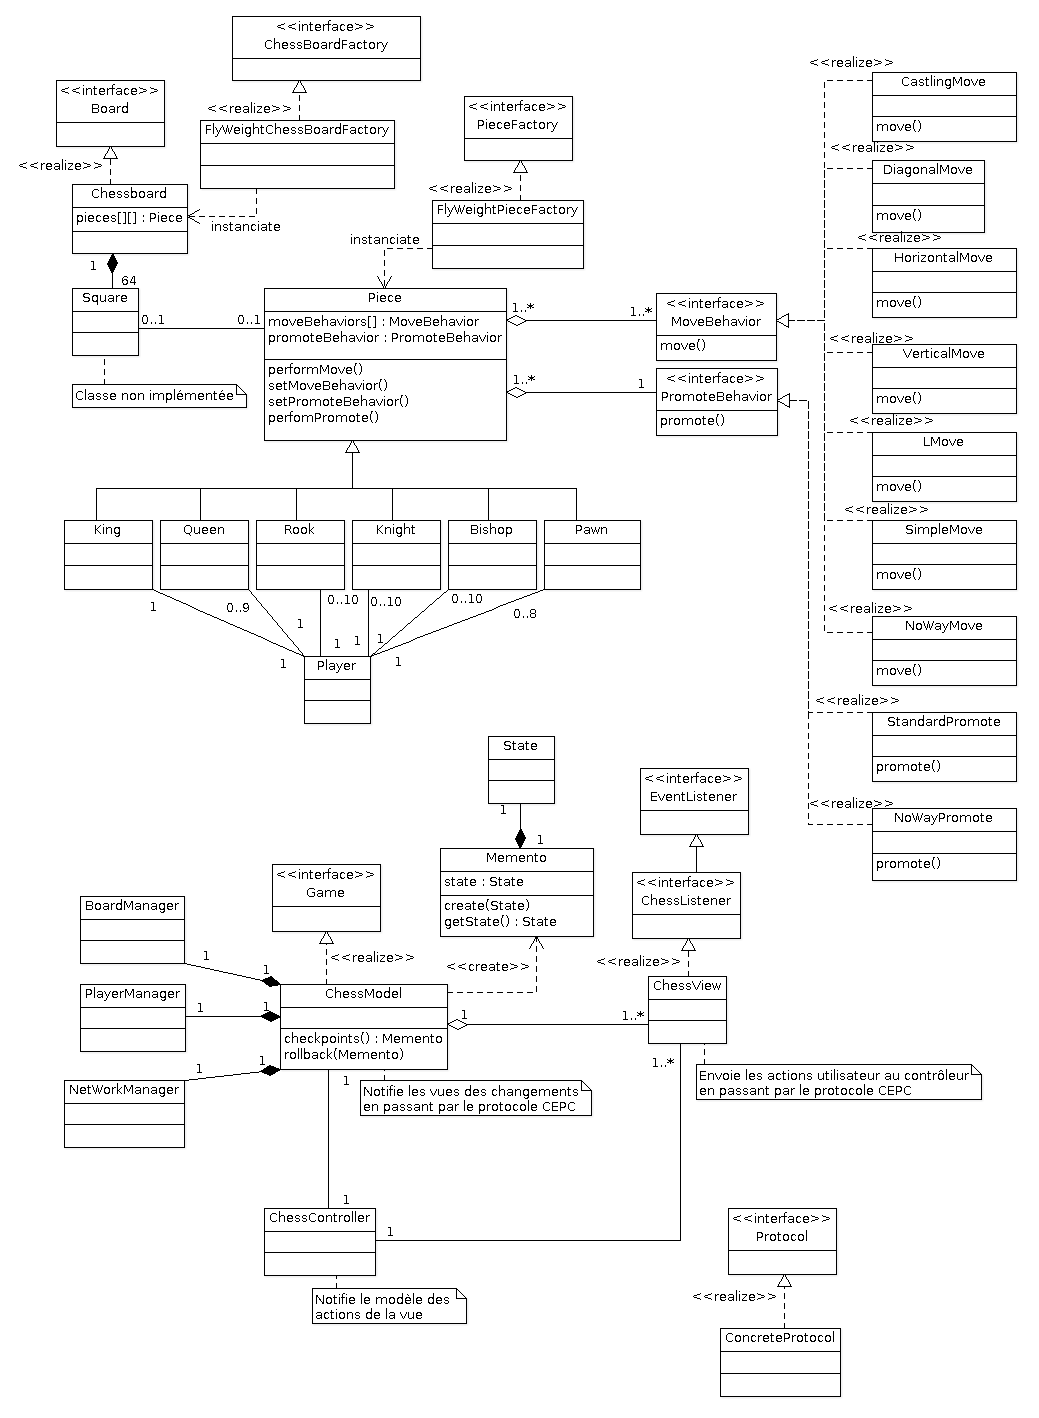 <<interface>>
ChessBoardFactory
<<realize>>
<<interface>>
Board
<<realize>>
FlyWeightChessBoardFactory
Chessboard
pieces[][] : Piece
instanciate
1
64
Square
0..1
0..1
Classe non implémentée
<<interface>>
PieceFactory
<<realize>>
FlyWeightPieceFactory
instanciate
Piece
moveBehaviors[] : MoveBehavior
promoteBehavior : PromoteBehavior
performMove()
setMoveBehavior()
setPromoteBehavior()
perfomPromote()
1..*
1..*
<<interface>>
MoveBehavior
move()
1..*
1
<<interface>>
PromoteBehavior
promote()
<<realize>>
CastlingMove
move()
<<realize>>
DiagonalMove
move()
<<realize>>
HorizontalMove
move()
<<realize>>
VerticalMove
move()
<<realize>>
LMove
move()
<<realize>>
SimpleMove
move()
<<realize>>
NoWayMove
move()
<<realize>>
StandardPromote
promote()
<<realize>>
NoWayPromote
promote()
King
Queen
Rook
Knight
Bishop
Pawn
1
0..9
0..10
0..10
0..10
0..8
1
1
1
1
1
1
Player
State
1
1
Memento
state : State
create(State)
getState() : State
<<create>>
<<interface>>
EventListener
<<interface>>
ChessListener
<<realize>>
ChessView
<<interface>>
Game
<<realize>>
BoardManager
1
1
PlayerManager
1
1
NetWorkManager
1
1
ChessModel
checkpoints() : Memento
rollback(Memento)
1
1..*
1..*
1
Notifie les vues des changements
en passant par le protocole CEPC
Envoie les actions utilisateur au contrôleur
en passant par le protocole CEPC
1
ChessController
1
Notifie le modèle des
actions de la vue
<<interface>>
Protocol
<<realize>>
ConcreteProtocol